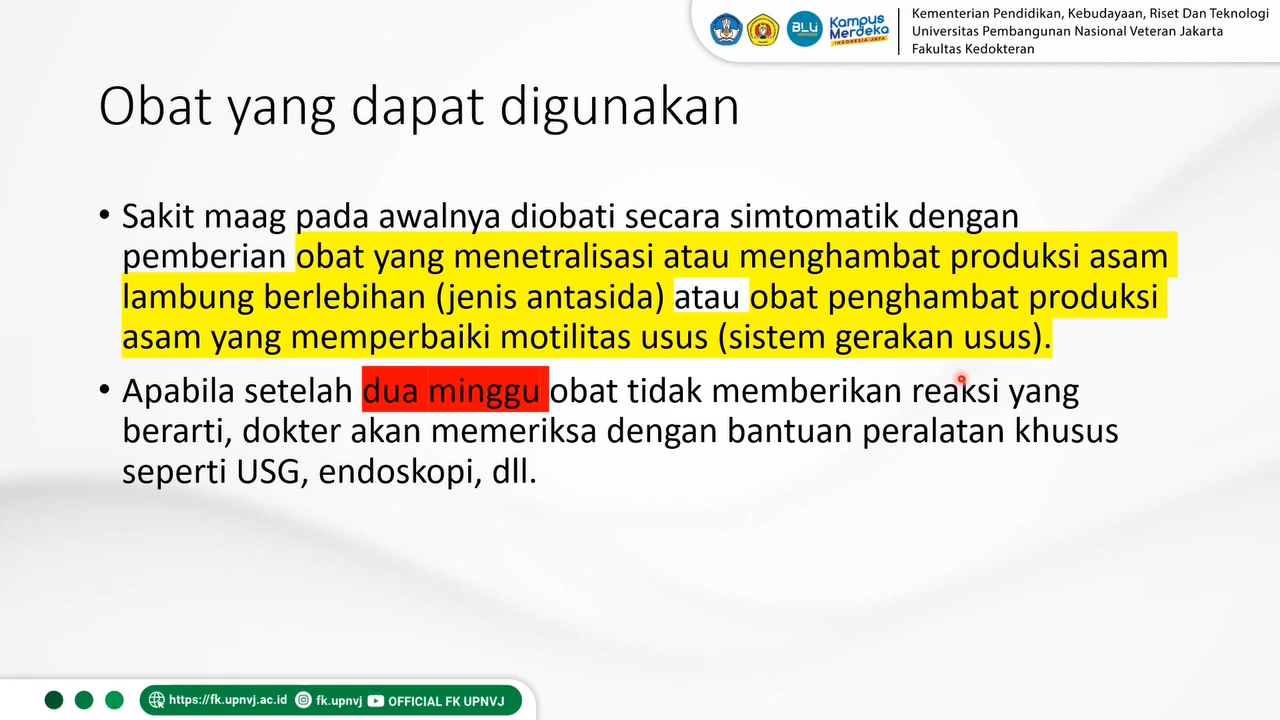 BLU
Kampus
Merdeka
INDONESIA JAYA
Kementerian Pendidikan, Kebudayaan, Riset Dan Teknologi
Universitas Pembangunan Nasional Veteran Jakarta
Fakultas Kedokteran
Obat yang dapat digunakan
• Sakit maag pada awalnya diobati secara simtomatik dengan
pemberian obat yang menetralisasi atau menghambat produksi asam
lambung berlebihan (jenis antasida) atau obat penghambat produksi
asam yang memperbaiki motilitas usus (sistem gerakan usus).
• Apabila setelah dua minggu obat tidak memberikan reaksi yang
berarti, dokter akan memeriksa dengan bantuan peralatan khusus
seperti USG, endoskopi, dll.
https://fk.upnvj.ac.id fk.upnvj OFFICIAL FK UPNVJ